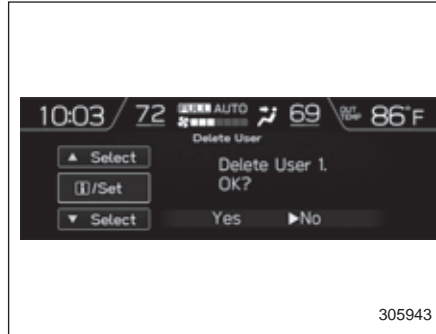 10:03 72 FULL AUTO 69 OUT TEMP 86°F
Delete User
▲ Select
Delete User 1.
i/Set
OK?
▼ Select
Yes ▶No
305943